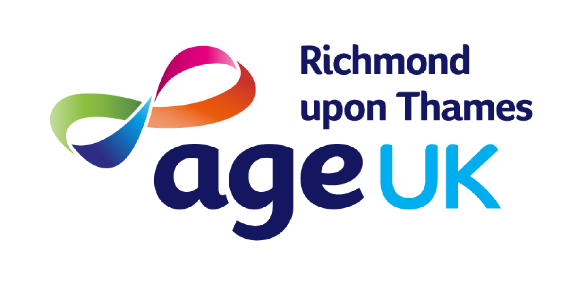 Richmond
upon Thames
age UK